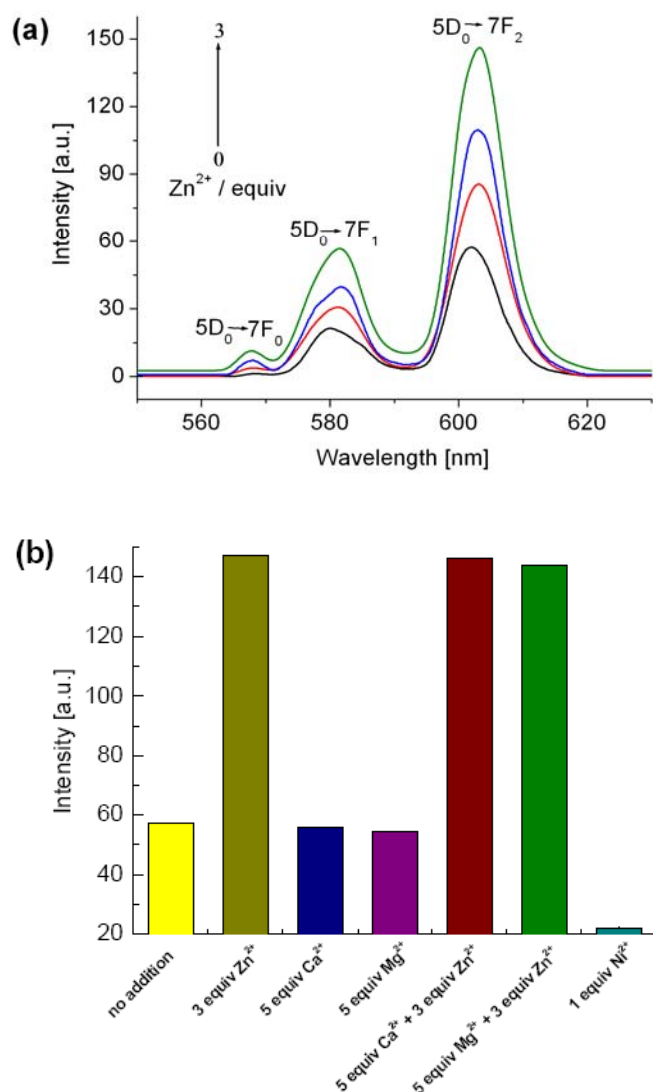 (a)
150
120
90
60
30
0
Intensity [a.u.]
3
0
Zn²⁺ / equiv
5D₀→7F₀
5D₀→7F₁
5D₀→7F₂
560
580
600
620
Wavelength [nm]
(b)
140
120
100
80
60
40
20
Intensity [a.u.]
no addition
3 equiv Zn²⁺
5 equiv Ca²⁺
5 equiv Mg²⁺
5 equiv Ca²⁺ + 3 equiv Zn²⁺
5 equiv Mg²⁺ + 3 equiv Zn²⁺
1 equiv Ni²⁺